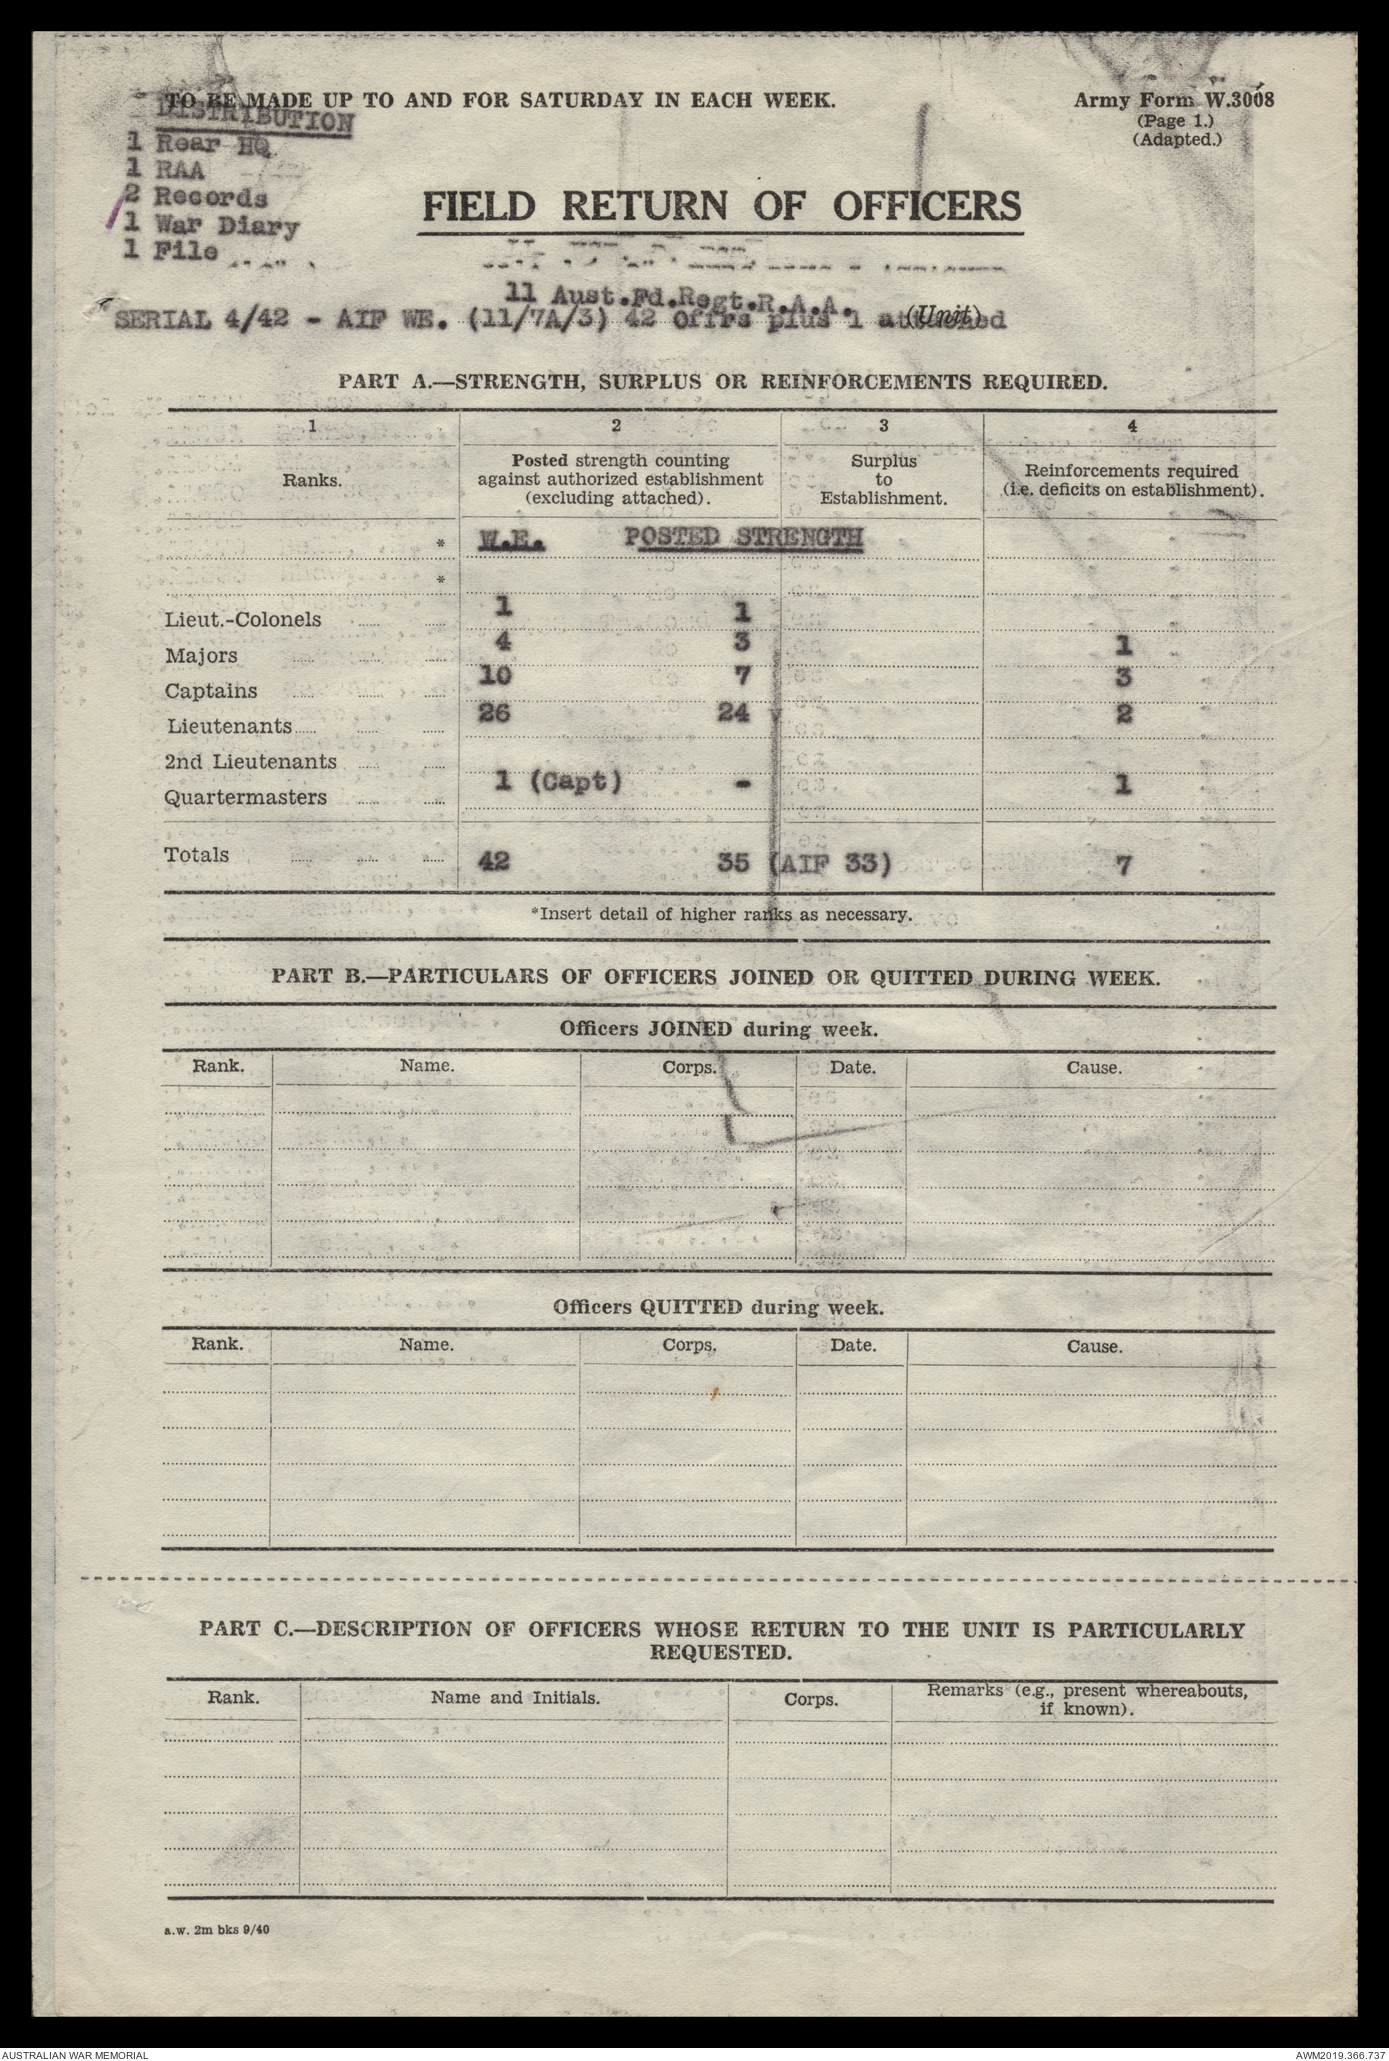 TO BE MADE UP TO AND FOR SATURDAY IN EACH WEEK.
Army Form W.3008
(Page 1.)
(Adapted.)
DISTRIBUTION
1 Rear HQ
1 RAA
2 Records
1 War Diary
1 File
FIELD RETURN OF OFFICERS
11 Aust.Fd.Regt.R.A.A. (Unit)
SERIAL 4/42 - AIF WE. (11/7A/3) 42 Offrs plus 1 attached
PART A.—STRENGTH, SURPLUS OR REINFORCEMENTS REQUIRED.
1 2 3 4
Ranks.
Posted strength counting
against authorized establishment
(excluding attached).
Surplus
to
Establishment.
Reinforcements required
(i.e. deficits on establishment).
* W.E. POSTED STRENGTH
*
Lieut.-Colonels 1 1
Majors 4 3 1
Captains 10 7 3
Lieutenants 26 24 2
2nd Lieutenants
Quartermasters 1 (Capt) - 1
Totals 42 35 (AIF 33) 7
*Insert detail of higher ranks as necessary.
PART B.—PARTICULARS OF OFFICERS JOINED OR QUITTED DURING WEEK.
Officers JOINED during week.
Rank. Name. Corps. Date. Cause.
Officers QUITTED during week.
Rank. Name. Corps. Date. Cause.
PART C.—DESCRIPTION OF OFFICERS WHOSE RETURN TO THE UNIT IS PARTICULARLY
REQUESTED.
Rank. Name and Initials. Corps. Remarks (e.g., present whereabouts,
if known).
a.w. 2m bks 9/40
AUSTRALIAN WAR MEMORIAL
AWM2019.366.737